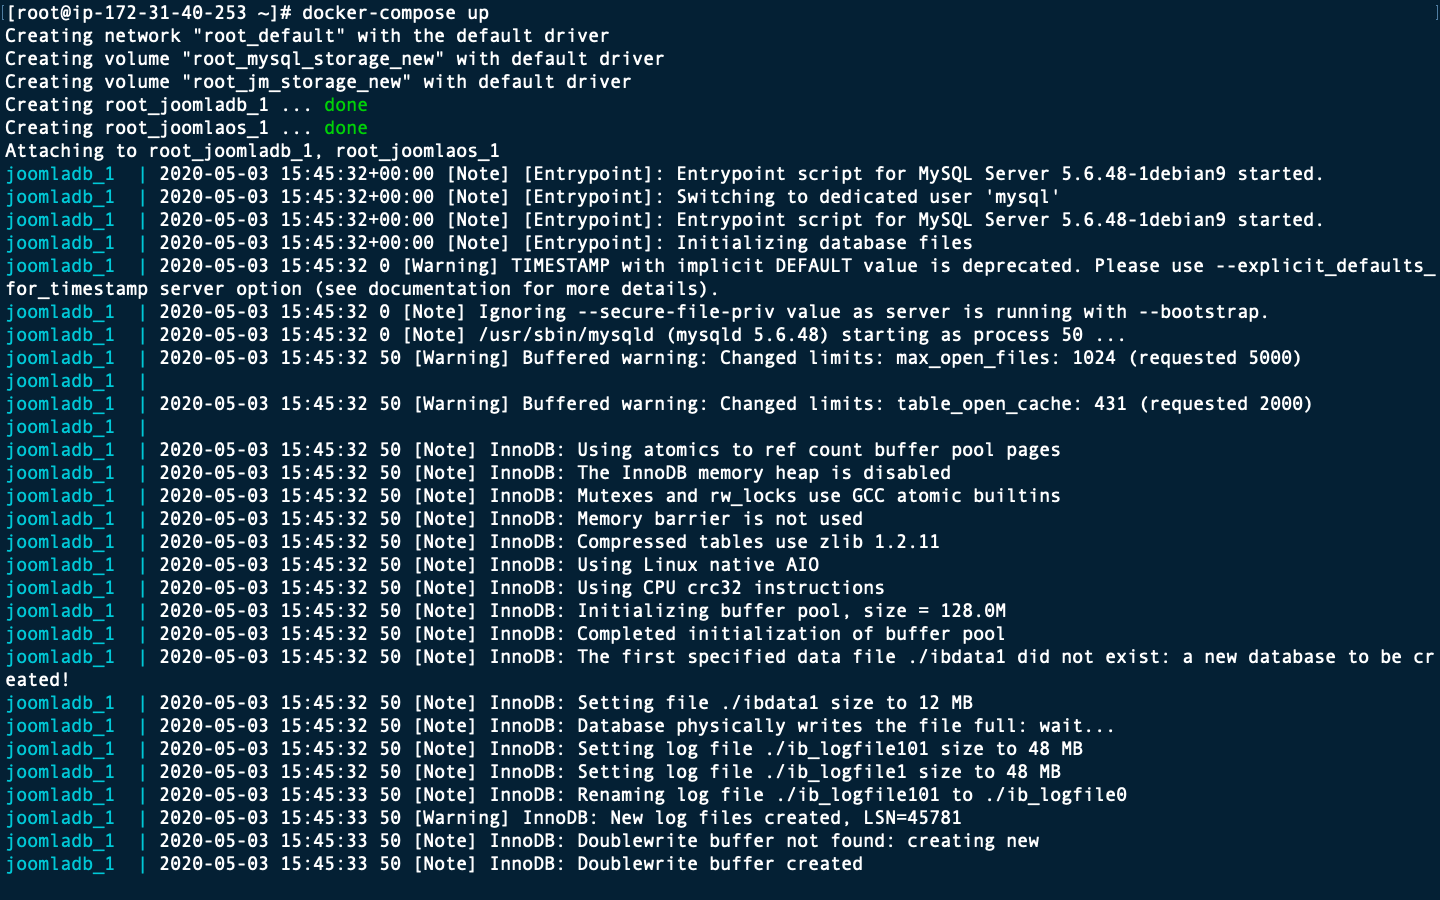 [root@ip-172-31-40-253 ~]# docker-compose up
Creating network "root_default" with the default driver
Creating volume "root_mysql_storage_new" with default driver
Creating volume "root_jm_storage_new" with default driver
Creating root_joomladb_1 ... done
Creating root_joomlaos_1 ... done
Attaching to root_joomladb_1, root_joomlaos_1
joomladb_1  | 2020-05-03 15:45:32+00:00 [Note] [Entrypoint]: Entrypoint script for MySQL Server 5.6.48-1debian9 started.
joomladb_1  | 2020-05-03 15:45:32+00:00 [Note] [Entrypoint]: Switching to dedicated user 'mysql'
joomladb_1  | 2020-05-03 15:45:32+00:00 [Note] [Entrypoint]: Entrypoint script for MySQL Server 5.6.48-1debian9 started.
joomladb_1  | 2020-05-03 15:45:32+00:00 [Note] [Entrypoint]: Initializing database files
joomladb_1  | 2020-05-03 15:45:32 0 [Warning] TIMESTAMP with implicit DEFAULT value is deprecated. Please use --explicit_defaults_
for_timestamp server option (see documentation for more details).
joomladb_1  | 2020-05-03 15:45:32 0 [Note] Ignoring --secure-file-priv value as server is running with --bootstrap.
joomladb_1  | 2020-05-03 15:45:32 0 [Note] /usr/sbin/mysqld (mysqld 5.6.48) starting as process 50 ...
joomladb_1  | 2020-05-03 15:45:32 50 [Warning] Buffered warning: Changed limits: max_open_files: 1024 (requested 5000)
joomladb_1  |
joomladb_1  | 2020-05-03 15:45:32 50 [Warning] Buffered warning: Changed limits: table_open_cache: 431 (requested 2000)
joomladb_1  |
joomladb_1  | 2020-05-03 15:45:32 50 [Note] InnoDB: Using atomics to ref count buffer pool pages
joomladb_1  | 2020-05-03 15:45:32 50 [Note] InnoDB: The InnoDB memory heap is disabled
joomladb_1  | 2020-05-03 15:45:32 50 [Note] InnoDB: Mutexes and rw_locks use GCC atomic builtins
joomladb_1  | 2020-05-03 15:45:32 50 [Note] InnoDB: Memory barrier is not used
joomladb_1  | 2020-05-03 15:45:32 50 [Note] InnoDB: Compressed tables use zlib 1.2.11
joomladb_1  | 2020-05-03 15:45:32 50 [Note] InnoDB: Using Linux native AIO
joomladb_1  | 2020-05-03 15:45:32 50 [Note] InnoDB: Using CPU crc32 instructions
joomladb_1  | 2020-05-03 15:45:32 50 [Note] InnoDB: Initializing buffer pool, size = 128.0M
joomladb_1  | 2020-05-03 15:45:32 50 [Note] InnoDB: Completed initialization of buffer pool
joomladb_1  | 2020-05-03 15:45:32 50 [Note] InnoDB: The first specified data file ./ibdata1 did not exist: a new database to be cr
eated!
joomladb_1  | 2020-05-03 15:45:32 50 [Note] InnoDB: Setting file ./ibdata1 size to 12 MB
joomladb_1  | 2020-05-03 15:45:32 50 [Note] InnoDB: Database physically writes the file full: wait...
joomladb_1  | 2020-05-03 15:45:32 50 [Note] InnoDB: Setting log file ./ib_logfile101 size to 48 MB
joomladb_1  | 2020-05-03 15:45:32 50 [Note] InnoDB: Setting log file ./ib_logfile1 size to 48 MB
joomladb_1  | 2020-05-03 15:45:33 50 [Note] InnoDB: Renaming log file ./ib_logfile101 to ./ib_logfile0
joomladb_1  | 2020-05-03 15:45:33 50 [Warning] InnoDB: New log files created, LSN=45781
joomladb_1  | 2020-05-03 15:45:33 50 [Note] InnoDB: Doublewrite buffer not found: creating new
joomladb_1  | 2020-05-03 15:45:33 50 [Note] InnoDB: Doublewrite buffer created